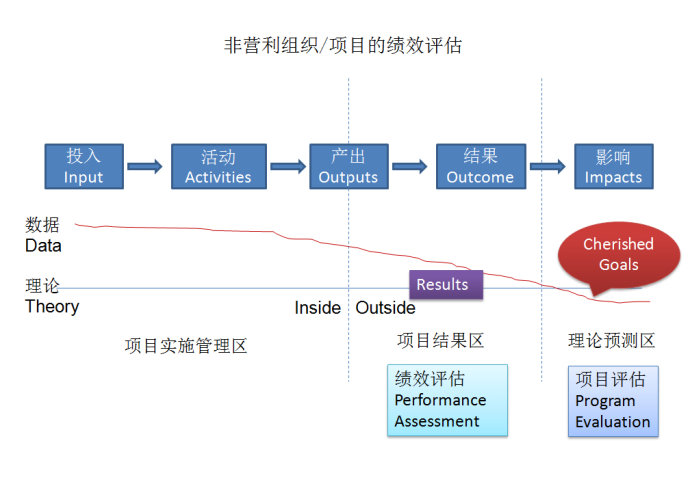 非营利组织/项目的绩效评估
投入
Input
活动
Activities
产出
Outputs
结果
Outcome
影响
Impacts
数据
Data
Cherished
Goals
理论
Theory
Results
Inside
Outside
项目实施管理区
项目结果区
理论预测区
绩效评估
Performance
Assessment
项目评估
Program
Evaluation